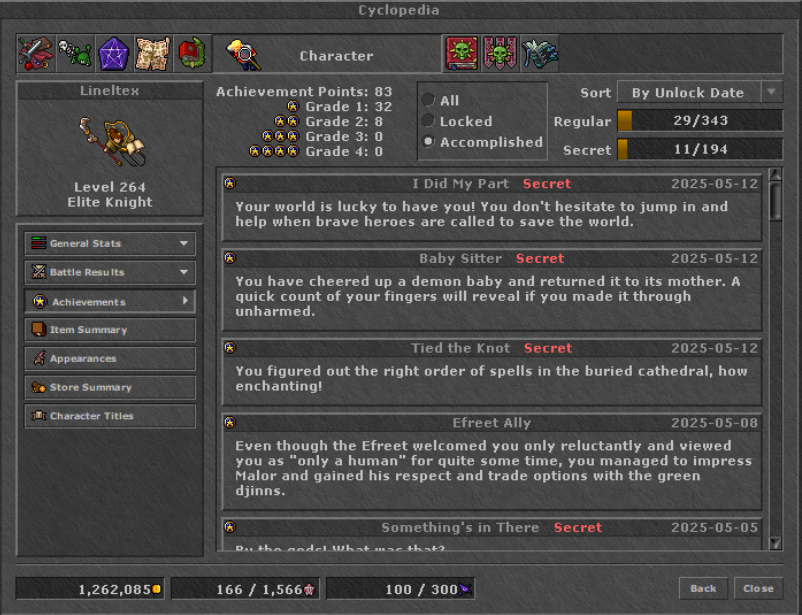 Cyclopedia
Character
Lineltex
Level 264
Elite Knight
General Stats
Battle Results
Achievements
Item Summary
Appearances
Store Summary
Character Titles
Achievement Points: 83
Grade 1: 32
Grade 2: 8
Grade 3: 0
Grade 4: 0
All
Locked
Accomplished
Sort By Unlock Date
Regular 29/343
Secret 11/194
I Did My Part Secret 2025-05-12
Your world is lucky to have you! You don't hesitate to jump in and
help when brave heroes are called to save the world.
Baby Sitter Secret 2025-05-12
You have cheered up a demon baby and returned it to its mother. A
quick count of your fingers will reveal if you made it through
unharmed.
Tied the Knot Secret 2025-05-12
You figured out the right order of spells in the buried cathedral, how
enchanting!
Efreet Ally 2025-05-08
Even though the Efreet welcomed you only reluctantly and viewed
you as "only a human" for quite some time, you managed to impress
Malor and gained his respect and trade options with the green
djinns.
Something's in There Secret 2025-05-05
By the gods! What was that?
1,262,085
166 / 1,566
100 / 300
Back
Close